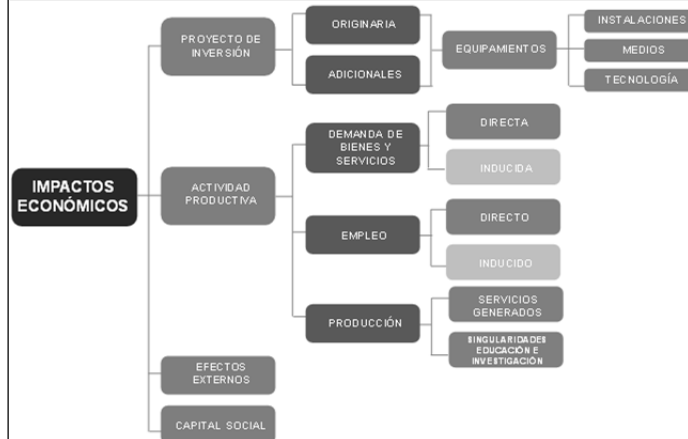 IMPACTOS
ECONÓMICOS
PROYECTO DE
INVERSIÓN
ORIGINARIA
ADICIONALES
EQUIPAMIENTOS
INSTALACIONES
MEDIOS
TECNOLOGÍA
ACTIVIDAD
PRODUCTIVA
DEMANDA DE
BIENES Y
SERVICIOS
DIRECTA
INDUCIDA
EMPLEO
DIRECTO
INDUCIDO
PRODUCCIÓN
SERVICIOS
GENERADOS
SINGULARIDADES
EDUCACIÓN E
INVESTIGACIÓN
EFECTOS
EXTERNOS
CAPITAL SOCIAL